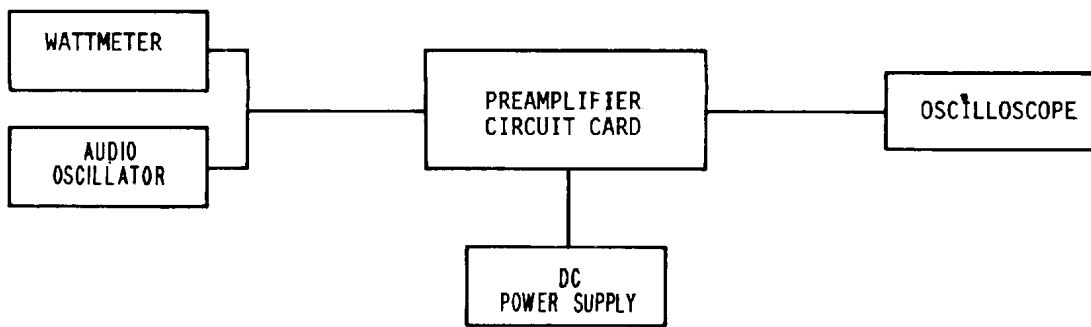 WATTMETER
AUDIO
OSCILLATOR
PREAMPLIFIER
CIRCUIT CARD
OSCILLOSCOPE
DC
POWER SUPPLY